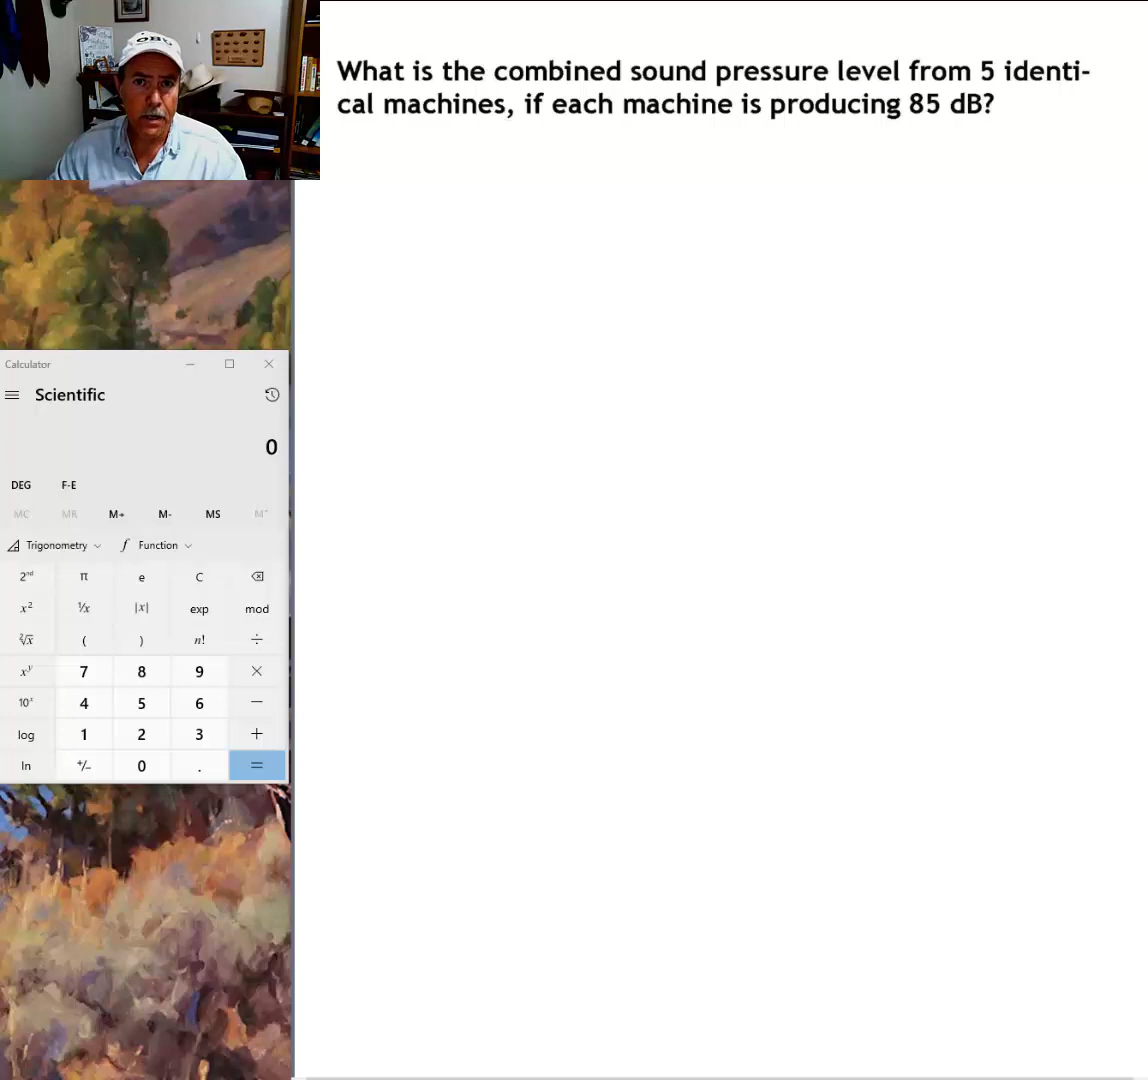 What is the combined sound pressure level from 5 identi-
cal machines, if each machine is producing 85 dB?
OBU
Calculator
Scientific
0
DEG F-E
MC MR M+ M- MS M˅
Trigonometry f Function
2ⁿᵈ π e C
x² ¹/x |x| exp mod
²√x ( ) n! ÷
xʸ 7 8 9 ×
10ˣ 4 5 6 −
log 1 2 3 +
ln +/− 0 . =